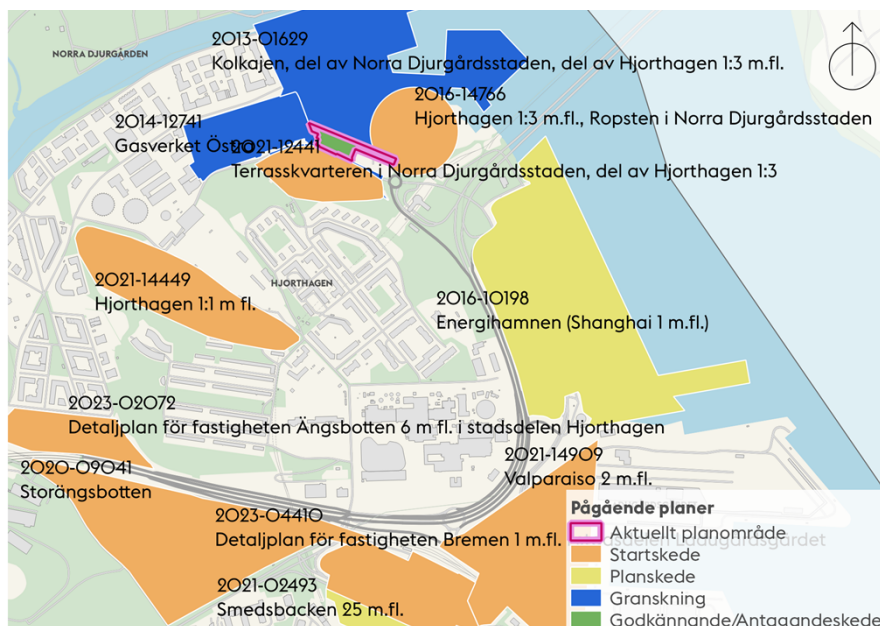 2013-01629
NORRA DJURGÅRDEN
Kolkajen, del av Norra Djurgårdsstaden, del av Hjorthagen 1:3 m.fl.
2016-14766
Hjorthagen 1:3 m.fl., Ropsten i Norra Djurgårdsstaden
2014-12741
Gasverket Östra
2021-12441
Terrasskvarteren i Norra Djurgårdsstaden, del av Hjorthagen 1:3
2021-14449
Hjorthagen 1:1 m fl.
HJORTHAGEN
2016-10198
Energihamnen (Shanghai 1 m.fl.)
2023-02072
Detaljplan för fastigheten Ängsbotten 6 m fl. i stadsdelen Hjorthagen
2020-09041
Storängsbotten
2021-14909
Valparaiso 2 m.fl.
2023-04410
Detaljplan för fastigheten Bremen 1 m.fl.
2021-02493
Smedsbacken 25 m.fl.
Pågående planer
Aktuellt planområde
Startskede
Planskede
Granskning
Godkännande/Antagandeskede